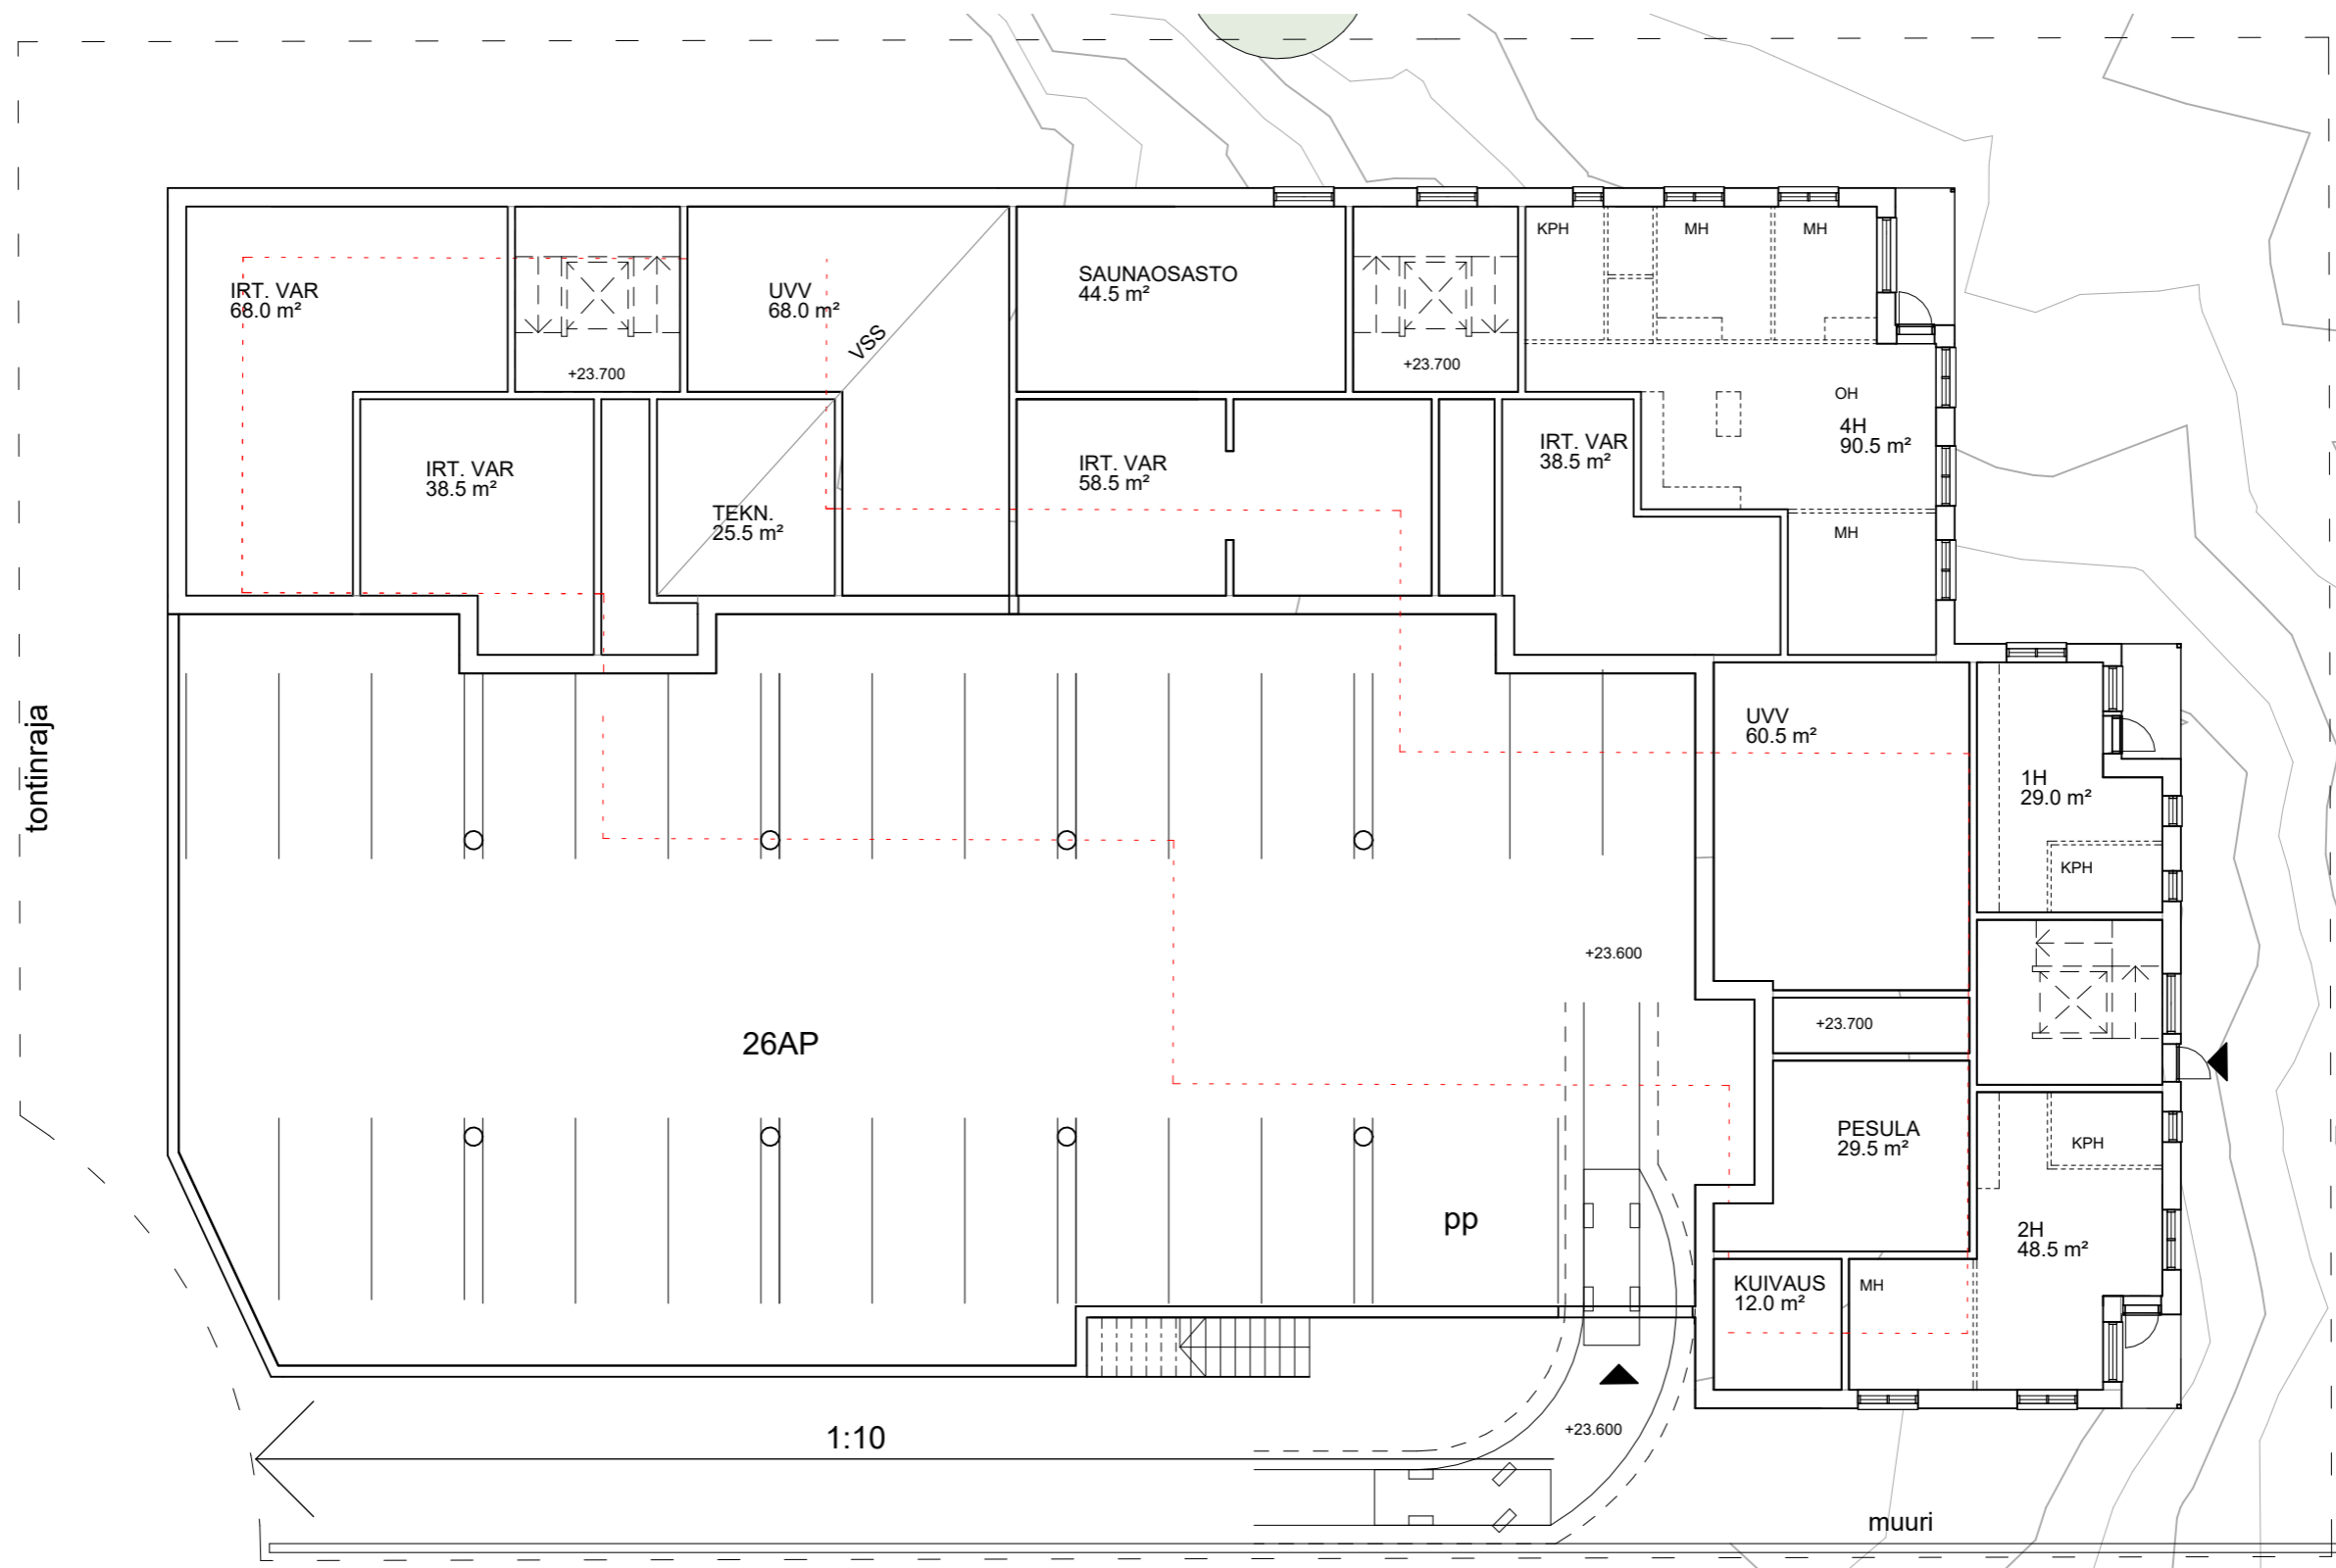 KPH
MH
MH
IRT. VAR
68.0 m²
UVV
68.0 m²
SAUNAOSASTO
44.5 m²
VSS
+23.700
+23.700
OH
4H
90.5 m²
IRT. VAR
38.5 m²
IRT. VAR
58.5 m²
IRT. VAR
38.5 m²
TEKN.
25.5 m²
MH
tontinraja
UVV
60.5 m²
1H
29.0 m²
KPH
+23.600
+23.700
26AP
PESULA
29.5 m²
KPH
pp
2H
48.5 m²
KUIVAUS
12.0 m²
MH
1:10
+23.600
muuri